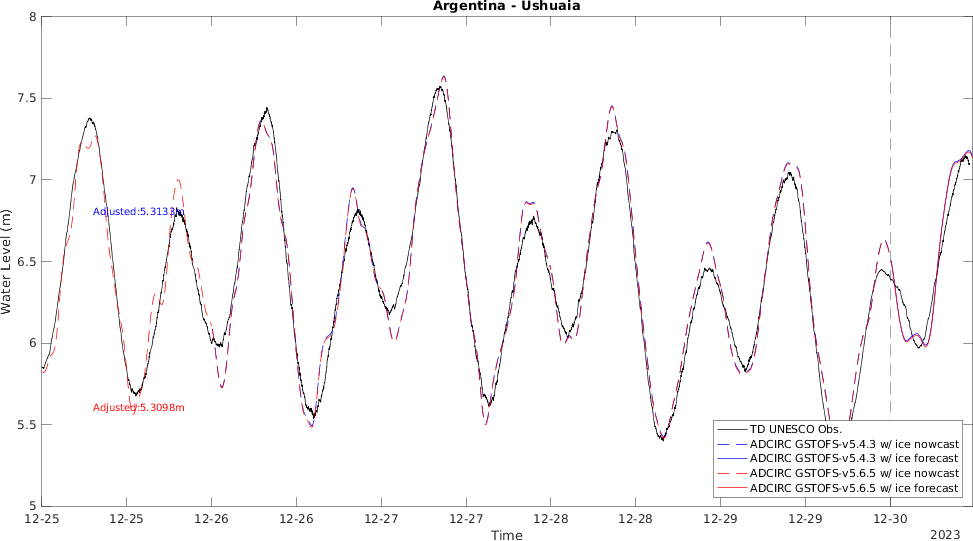 Argentina - Ushuaia
8
7.5
7
6.5
6
5.5
5
Water Level (m)
Adjusted:5.3133m
Adjusted:5.3098m
TD UNESCO Obs.
ADCIRC GSTOFS-v5.4.3 w/ ice nowcast
ADCIRC GSTOFS-v5.4.3 w/ ice forecast
ADCIRC GSTOFS-v5.6.5 w/ ice nowcast
ADCIRC GSTOFS-v5.6.5 w/ ice forecast
12-25 12-25 12-26 12-26 12-27 12-27 12-28 12-28 12-29 12-29 12-30
Time
2023